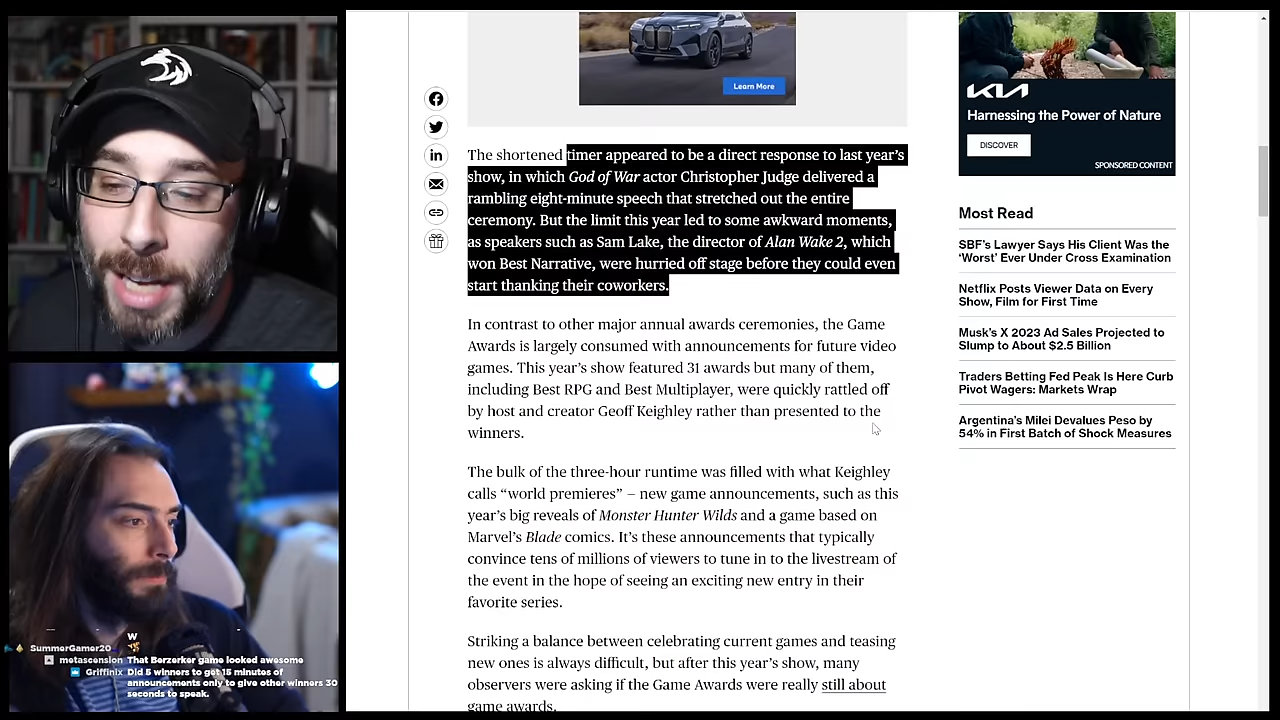 Learn More
The shortened timer appeared to be a direct response to last year's
show, in which God of War actor Christopher Judge delivered a
rambling eight-minute speech that stretched out the entire
ceremony. But the limit this year led to some awkward moments,
as speakers such as Sam Lake, the director of Alan Wake 2, which
won Best Narrative, were hurried off stage before they could even
start thanking their coworkers.
In contrast to other major annual awards ceremonies, the Game
Awards is largely consumed with announcements for future video
games. This year's show featured 31 awards but many of them,
including Best RPG and Best Multiplayer, were quickly rattled off
by host and creator Geoff Keighley rather than presented to the
winners.
The bulk of the three-hour runtime was filled with what Keighley
calls “world premieres” – new game announcements, such as this
year's big reveals of Monster Hunter Wilds and a game based on
Marvel's Blade comics. It's these announcements that typically
convince tens of millions of viewers to tune in to the livestream of
the event in the hope of seeing an exciting new entry in their
favorite series.
Striking a balance between celebrating current games and teasing
new ones is always difficult, but after this year's show, many
observers were asking if the Game Awards were really still about
game awards.
KIA
Harnessing the Power of Nature
DISCOVER
SPONSORED CONTENT
Most Read
SBF's Lawyer Says His Client Was the
‘Worst’ Ever Under Cross Examination
Netflix Posts Viewer Data on Every
Show, Film for First Time
Musk's X 2023 Ad Sales Projected to
Slump to About $2.5 Billion
Traders Betting Fed Peak Is Here Curb
Pivot Wagers: Markets Wrap
Argentina's Milei Devalues Peso by
54% in First Batch of Shock Measures
W
SummerGamer20
metascension That Berzerker game looked awesome
Griffinix Did 5 winners to get 15 minutes of
announcements only to give other winners 30
seconds to speak.